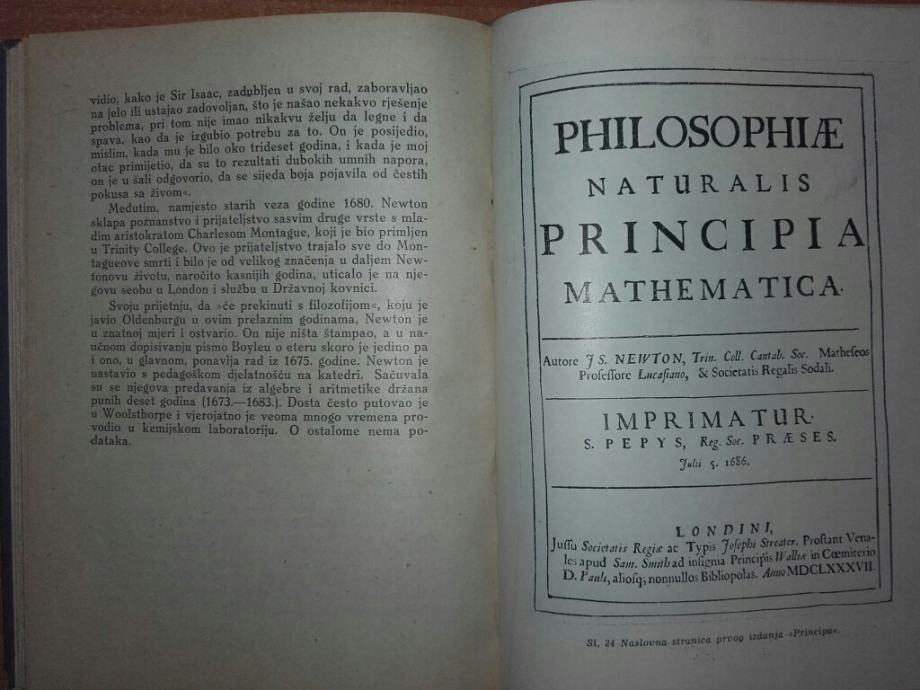 vidio, kako je Sir Isaac, zadubljen u svoj rad, zaboravljao
na jelo ili ustajao zadovoljan, što je našao nekakvo rješenje
problema, pri tom nije imao nikakvu želju da legne i da
spava, kao da je izgubio potrebu za to. On je posijedio,
mislim, kada mu je bilo oko trideset godina, i kada je moj
otac primijetio, da su to rezultati dubokih umnih napora,
on je u šali odgovorio, da se sijeda boja pojavila od čestih
pokusa sa živom«.
Međutim, namjesto starih veza godine 1680. Newton
sklapa poznanstvo i prijateljstvo sasvim druge vrste s mla-
dim aristokratom Charlesom Montague, koji je bio primljen
u Trinity College. Ovo je prijateljstvo trajalo sve do Mon-
tagueove smrti i bilo je od velikog značenja u daljem New-
tonovu životu, naročito kasnijih godina, uticalo je na nje-
govu seobu u London i službu u Državnoj kovnici.
Svoju prijetnju, da »će prekinuti s filozofijom«, koju je
javio Oldenburgu u ovim prelaznim godinama, Newton je
u znatnoj mjeri i ostvario. On nije ništa štampao, a u na-
učnom dopisivanju pismo Boyleu o eteru skoro je jedino pa
i ono, u glavnom, ponavlja rad iz 1675. godine. Newton je
nastavio s pedagoškom djelatnošću na katedri. Sačuvala
su se njegova predavanja iz algebre i aritmetike držana
punih deset godina (1673.—1683.). Dosta često putovao je
u Woolsthorpe i vjerojatno je veoma mnogo vremena pro-
vodio u kemijskom laboratoriju. O ostalome nema po-
dataka.
PHILOSOPHIÆ
NATURALIS
PRINCIPIA
MATHEMATICA.
Autore J S. NEWTON, Trin. Coll. Cantab. Soc. Matheseos
Professore Lucasiano, & Societatis Regalis Sodali.
IMPRIMATUR.
S. PEPYS, Reg. Soc. PRÆSES.
Julii 5. 1686.
LONDINI,
Jussu Societatis Regiæ ac Typis Josephi Streater. Prostant Vena-
les apud Sam. Smith ad insignia Principis Walliæ in Cœmiterio
D. Pauli, aliosq; nonnullos Bibliopolas. Anno MDCLXXXVII.
Sl. 24 Naslovna stranica prvog izdanja »Principa«.